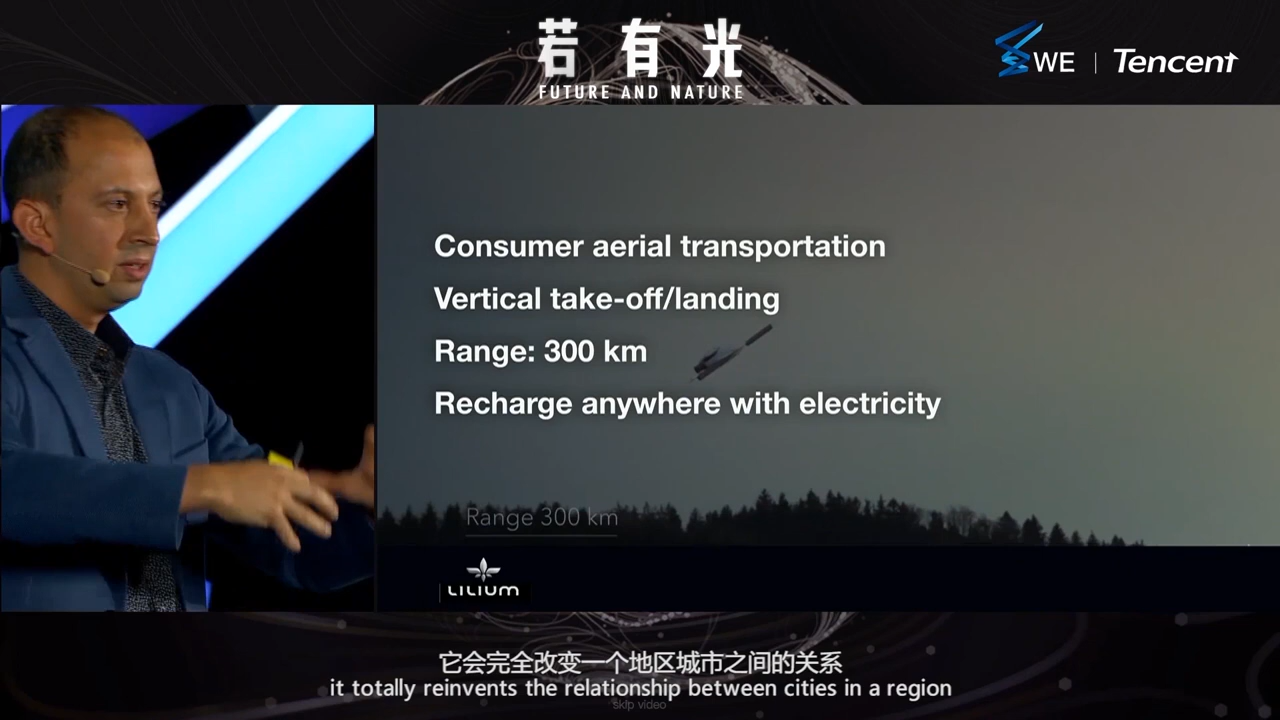 若有光
FUTURE AND NATURE
WE | Tencent
Consumer aerial transportation
Vertical take-off/landing
Range: 300 km
Recharge anywhere with electricity
Range 300 km
LILIUM
它会完全改变一个地区城市之间的关系
it totally reinvents the relationship between cities in a region
skip video